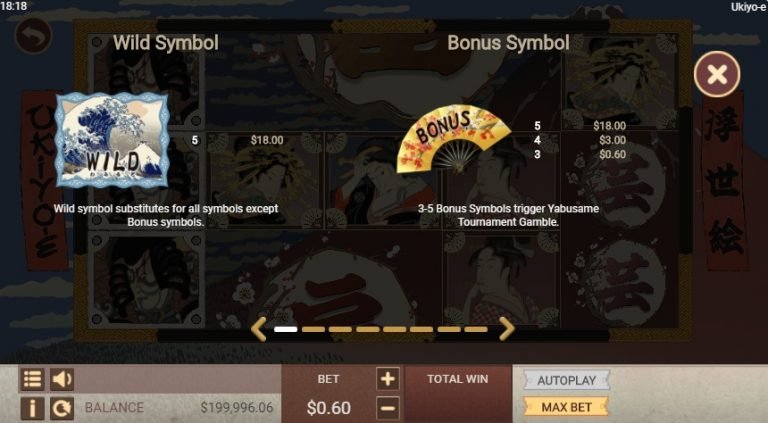 18:18
Ukiyo-e
Wild Symbol
Bonus Symbol
WILD
5 $18.00
BONUS
5 $18.00
4 $3.00
3 $0.60
Wild symbol substitutes for all symbols except
Bonus symbols.
3-5 Bonus Symbols trigger Yabusame
Tournament Gamble.
UKIYO-E
浮世絵
芸
芸
BET
TOTAL WIN
AUTOPLAY
i
BALANCE $199,996.06
$0.60
MAX BET